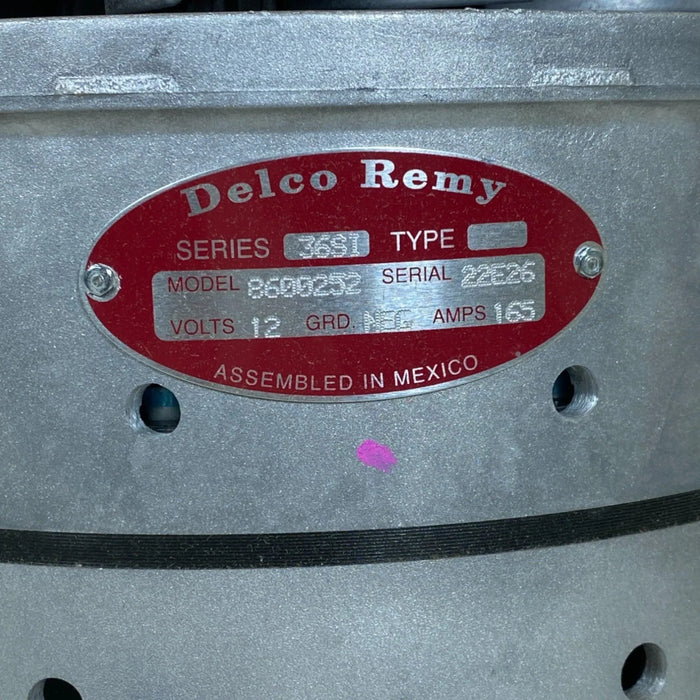 Delco Remy
SERIES 36SI TYPE
MODEL 8600252 SERIAL 22E26
VOLTS 12 GRD. NEG AMPS 165
ASSEMBLED IN MEXICO